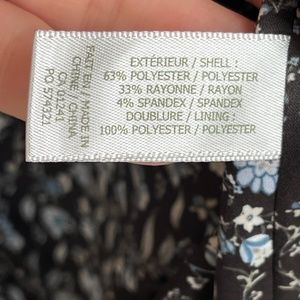 EXTÉRIEUR / SHELL :
63% POLYESTER / POLYESTER
33% RAYONNE / RAYON
4% SPANDEX / SPANDEX
DOUBLURE / LINING :
100% POLYESTER / POLYESTER
FAIT EN / MADE IN
CHINE / CHINA
CA 01241
PO 574321